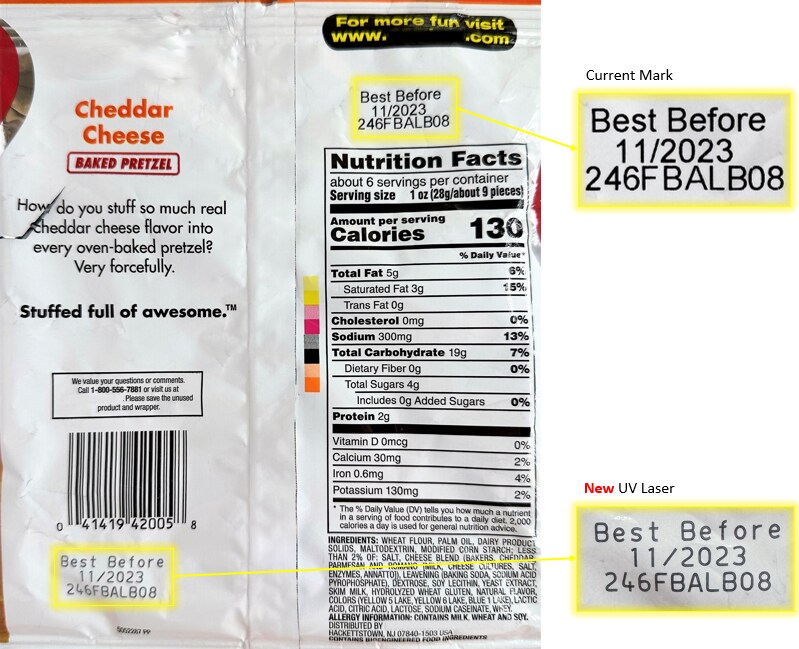 For more fun visit
www. .com
Best Before
11/2023
246FBALB08
Current Mark
Best Before
11/2023
246FBALB08
Cheddar
Cheese
BAKED PRETZEL
How do you stuff so much real
cheddar cheese flavor into
every oven-baked pretzel?
Very forcefully.
Stuffed full of awesome.™
We value your questions or comments.
Call 1-800-556-7881 or visit us at
. Please save the unused
product and wrapper.
0 41419 42005 8
Best Before
11/2023
246FBALB08
5002287 PP
Nutrition Facts
about 6 servings per container
Serving size 1 oz (28g/about 9 pieces)
Amount per serving
Calories 130
% Daily Value*
Total Fat 5g 6%
Saturated Fat 3g 15%
Trans Fat 0g
Cholesterol 0mg 0%
Sodium 300mg 13%
Total Carbohydrate 19g 7%
Dietary Fiber 0g 0%
Total Sugars 4g
Includes 0g Added Sugars 0%
Protein 2g
Vitamin D 0mcg 0%
Calcium 30mg 2%
Iron 0.6mg 4%
Potassium 130mg 2%
* The % Daily Value (DV) tells you how much a nutrient
in a serving of food contributes to a daily diet. 2,000
calories a day is used for general nutrition advice.
INGREDIENTS: WHEAT FLOUR, PALM OIL, DAIRY PRODUCT
SOLIDS, MALTODEXTRIN, MODIFIED CORN STARCH; LESS
THAN 2% OF: SALT, CHEESE BLEND (BAKERS, CHEDDAR,
PARMESAN AND ROMANO [MILK, CHEESE CULTURES, SALT,
ENZYMES, ANNATTO]), LEAVENING (BAKING SODA, SODIUM ACID
PYROPHOSPHATE), DEXTROSE, SOY LECITHIN, YEAST EXTRACT,
SKIM MILK, HYDROLYZED WHEAT GLUTEN, NATURAL FLAVOR,
COLORS (YELLOW 5 LAKE, YELLOW 6 LAKE, BLUE 1 LAKE), LACTIC
ACID, CITRIC ACID, LACTOSE, SODIUM CASEINATE, WHEY.
ALLERGY INFORMATION: CONTAINS MILK, WHEAT AND SOY.
DISTRIBUTED BY
HACKETTSTOWN, NJ 07840-1503 USA
CONTAINS BIOENGINEERED FOOD INGREDIENTS
New UV Laser
Best Before
11/2023
246FBALB08